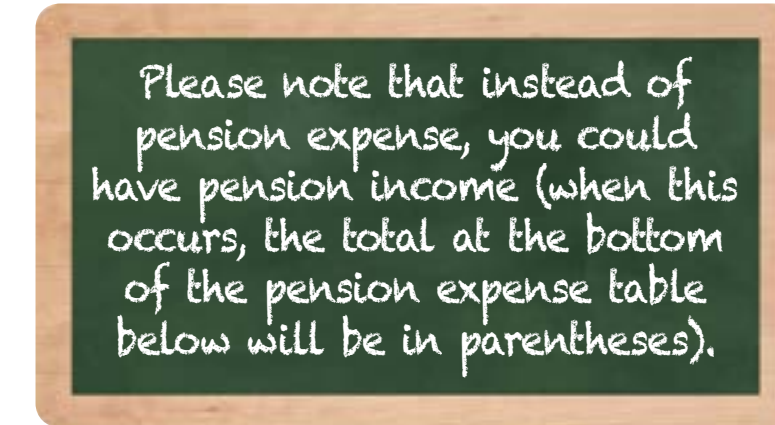 Please note that instead of
pension expense, you could
have pension income (when this
occurs, the total at the bottom
of the pension expense table
below will be in parentheses).